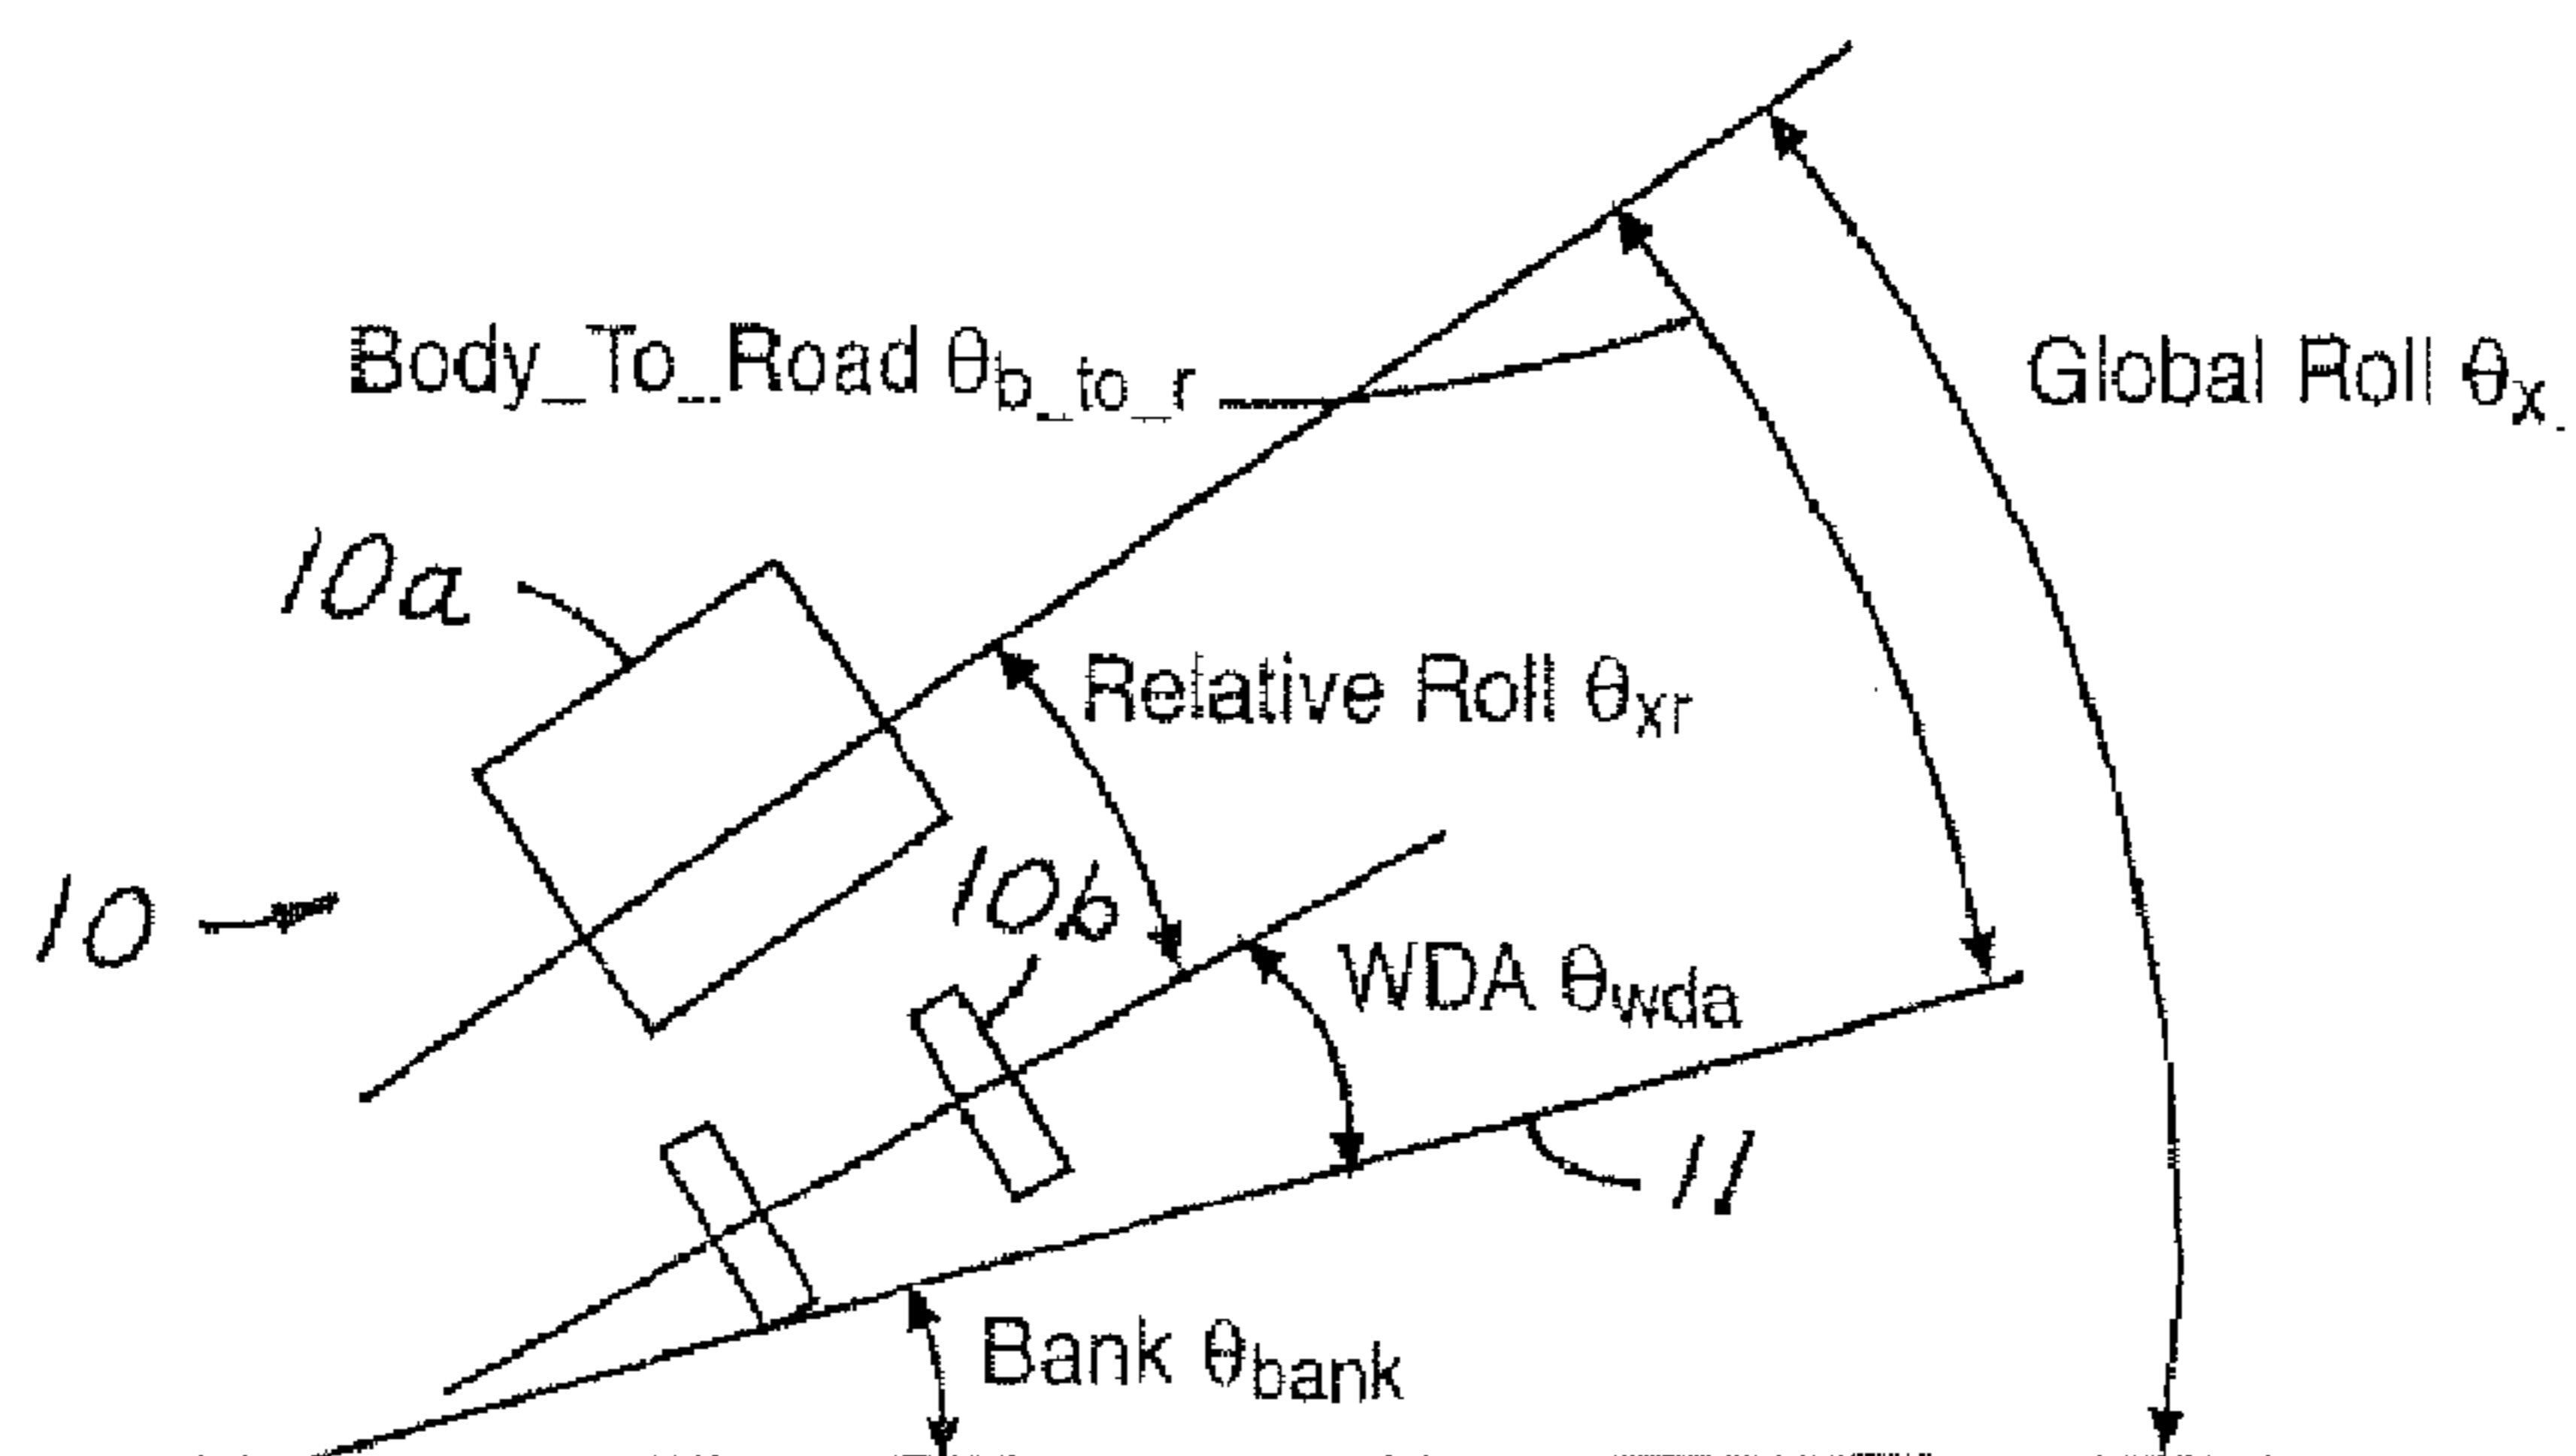 Body_To_Road θb_to_r
Global Roll θx
10a
Relative Roll θxr
10
10b
WDA θwda
11
Bank θbank